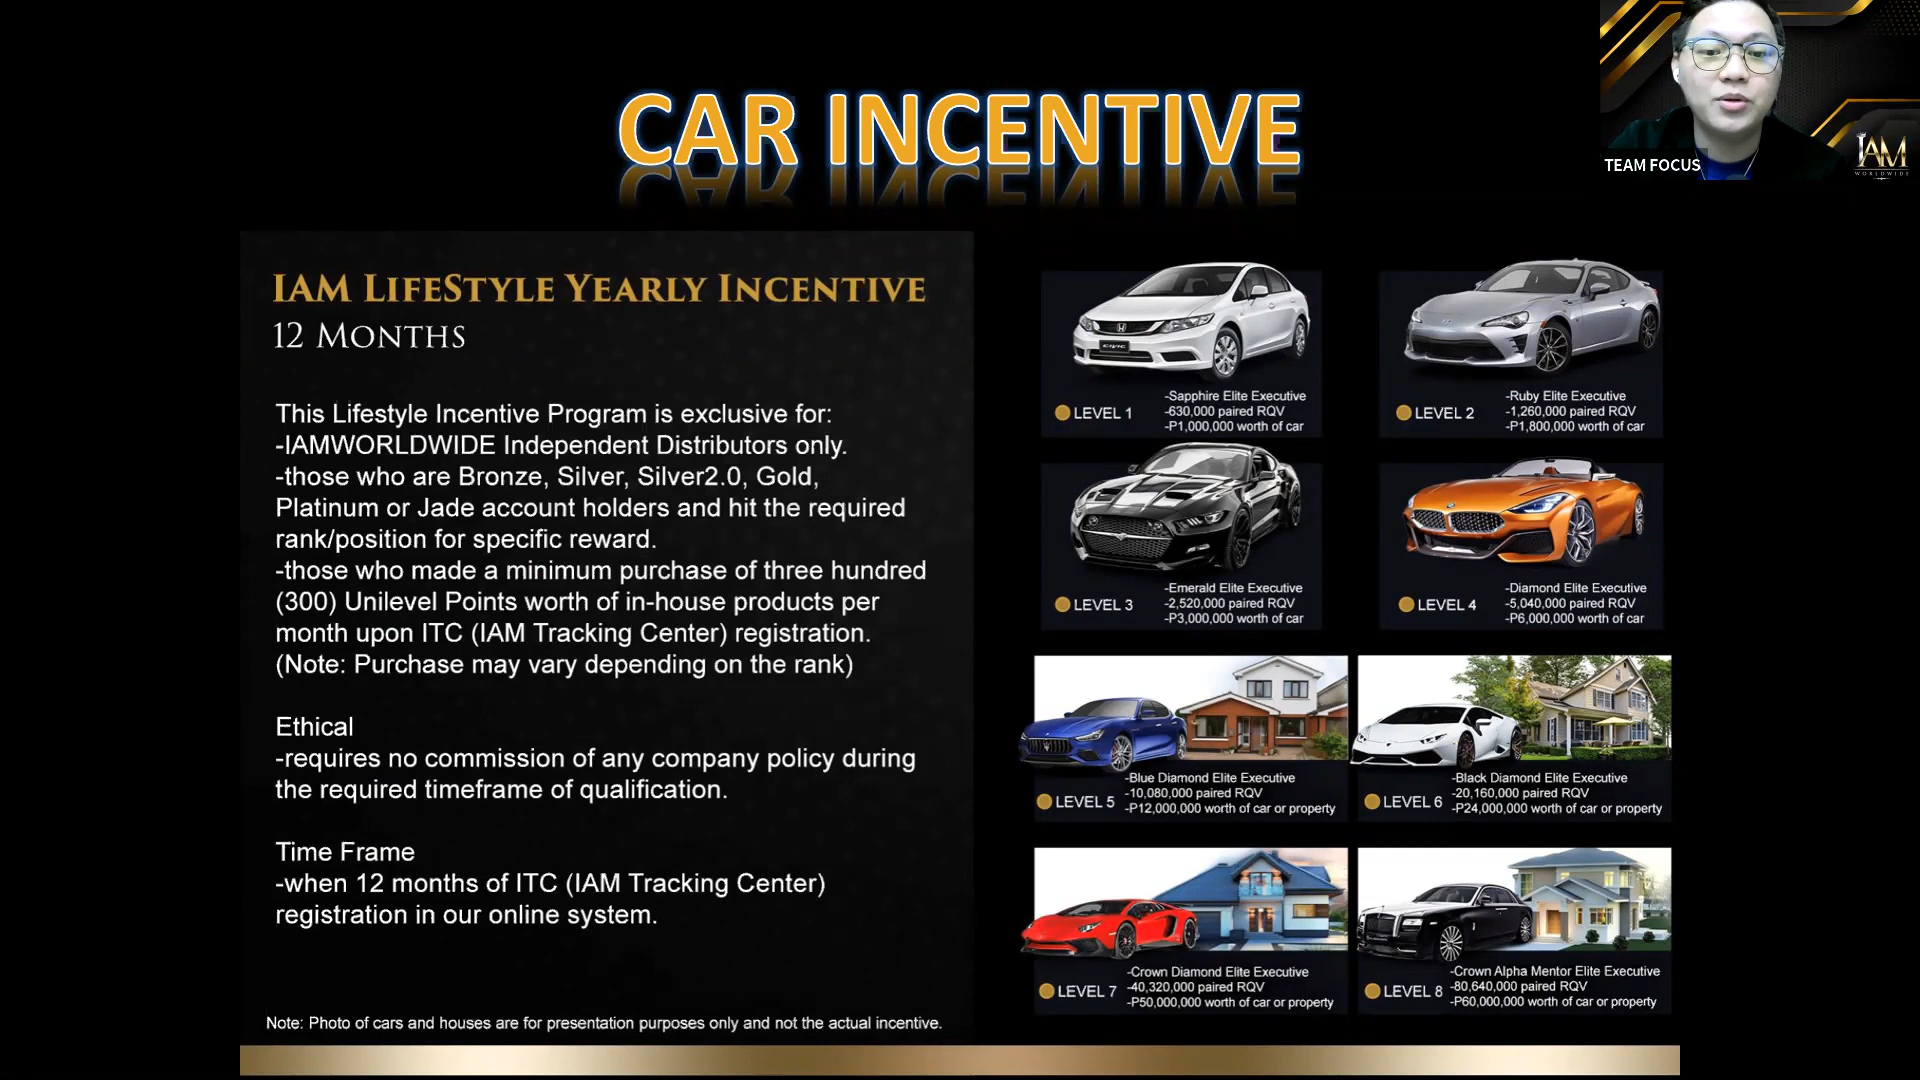 CAR INCENTIVE
TEAM FOCUS
IAM
WORLDWIDE
IAM LIFESTYLE YEARLY INCENTIVE
12 MONTHS
This Lifestyle Incentive Program is exclusive for:
-IAMWORLDWIDE Independent Distributors only.
-those who are Bronze, Silver, Silver2.0, Gold,
Platinum or Jade account holders and hit the required
rank/position for specific reward.
-those who made a minimum purchase of three hundred
(300) Unilevel Points worth of in-house products per
month upon ITC (IAM Tracking Center) registration.
(Note: Purchase may vary depending on the rank)
Ethical
-requires no commission of any company policy during
the required timeframe of qualification.
Time Frame
-when 12 months of ITC (IAM Tracking Center)
registration in our online system.
Note: Photo of cars and houses are for presentation purposes only and not the actual incentive.
CIVIC
LEVEL 1
-Sapphire Elite Executive
-630,000 paired RQV
-P1,000,000 worth of car
LEVEL 2
-Ruby Elite Executive
-1,260,000 paired RQV
-P1,800,000 worth of car
LEVEL 3
-Emerald Elite Executive
-2,520,000 paired RQV
-P3,000,000 worth of car
LEVEL 4
-Diamond Elite Executive
-5,040,000 paired RQV
-P6,000,000 worth of car
LEVEL 5
-Blue Diamond Elite Executive
-10,080,000 paired RQV
-P12,000,000 worth of car or property
LEVEL 6
-Black Diamond Elite Executive
-20,160,000 paired RQV
-P24,000,000 worth of car or property
LEVEL 7
-Crown Diamond Elite Executive
-40,320,000 paired RQV
-P50,000,000 worth of car or property
LEVEL 8
-Crown Alpha Mentor Elite Executive
-80,640,000 paired RQV
-P60,000,000 worth of car or property